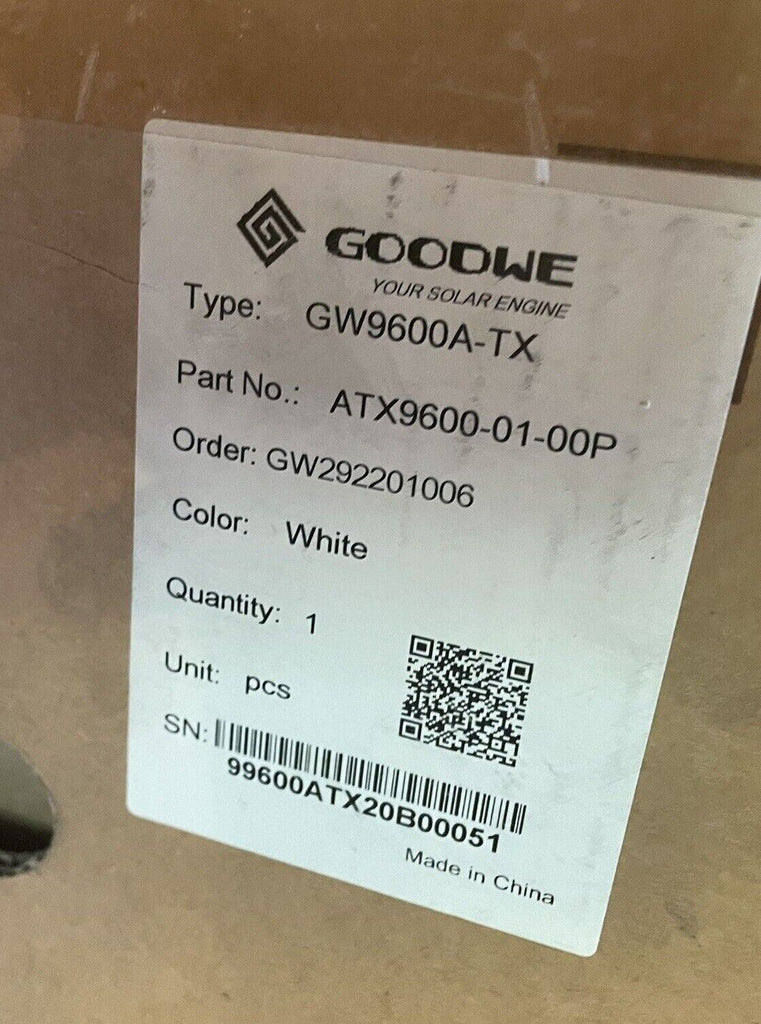 GOODWE
YOUR SOLAR ENGINE
Type: GW9600A-TX
Part No.: ATX9600-01-00P
Order: GW292201006
Color: White
Quantity: 1
Unit: pcs
SN:
99600ATX20B00051
Made in China